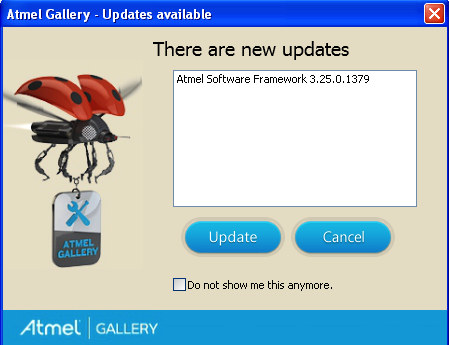 Atmel Gallery - Updates available
There are new updates
Atmel Software Framework 3.25.0.1379
ATMEL
GALLERY
Update Cancel
Do not show me this anymore.
Atmel GALLERY